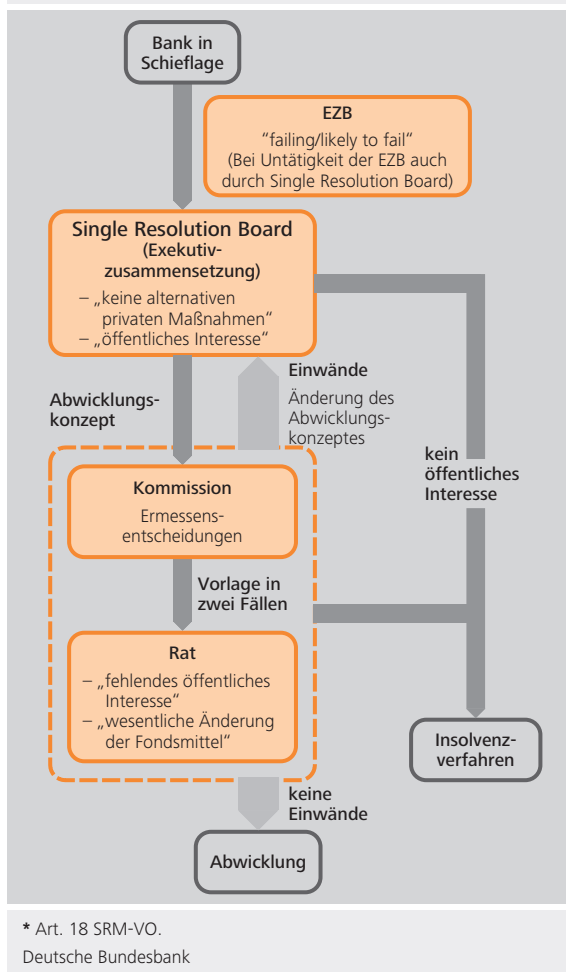 Bank in
Schieflage
EZB
“failing/likely to fail“
(Bei Untätigkeit der EZB auch
durch Single Resolution Board)
Single Resolution Board
(Exekutiv-
zusammensetzung)
– „keine alternativen
privaten Maßnahmen“
– „öffentliches Interesse“
Abwicklungs-
konzept
Einwände
Änderung des
Abwicklungs-
konzeptes
kein
öffentliches
Interesse
Kommission
Ermessens-
entscheidungen
Vorlage in
zwei Fällen
Rat
– „fehlendes öffentliches
Interesse“
– „wesentliche Änderung
der Fondsmittel“
Insolvenz-
verfahren
keine
Einwände
Abwicklung
* Art. 18 SRM-VO.
Deutsche Bundesbank